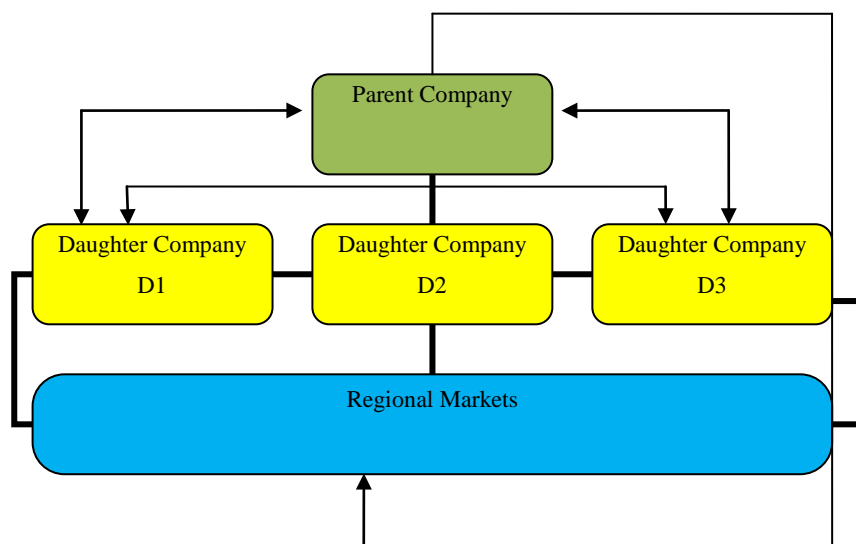 Parent Company
Daughter Company
D1
Daughter Company
D2
Daughter Company
D3
Regional Markets